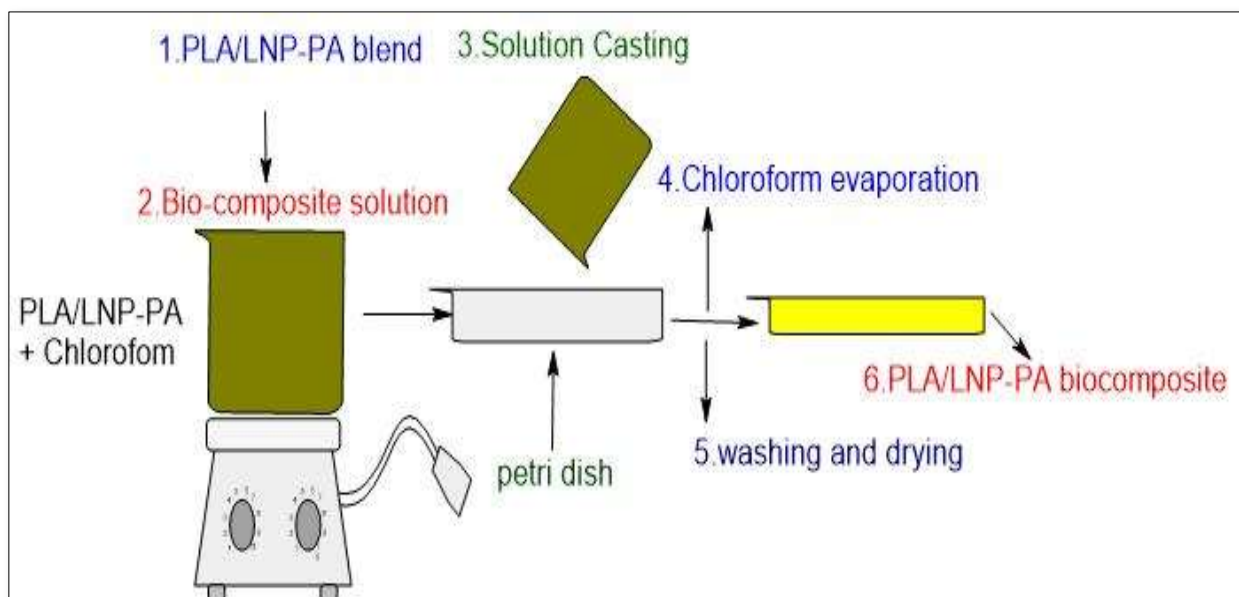 1.PLA/LNP-PA blend
3.Solution Casting
2.Bio-composite solution
4.Chloroform evaporation
PLA/LNP-PA
+ Chlorofom
6.PLA/LNP-PA biocomposite
petri dish
5.washing and drying